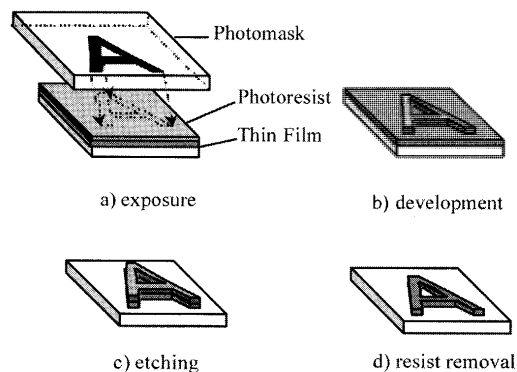 Photomask
Photoresist
Thin Film
a) exposure
b) development
c) etching
d) resist removal
A
A
A
A